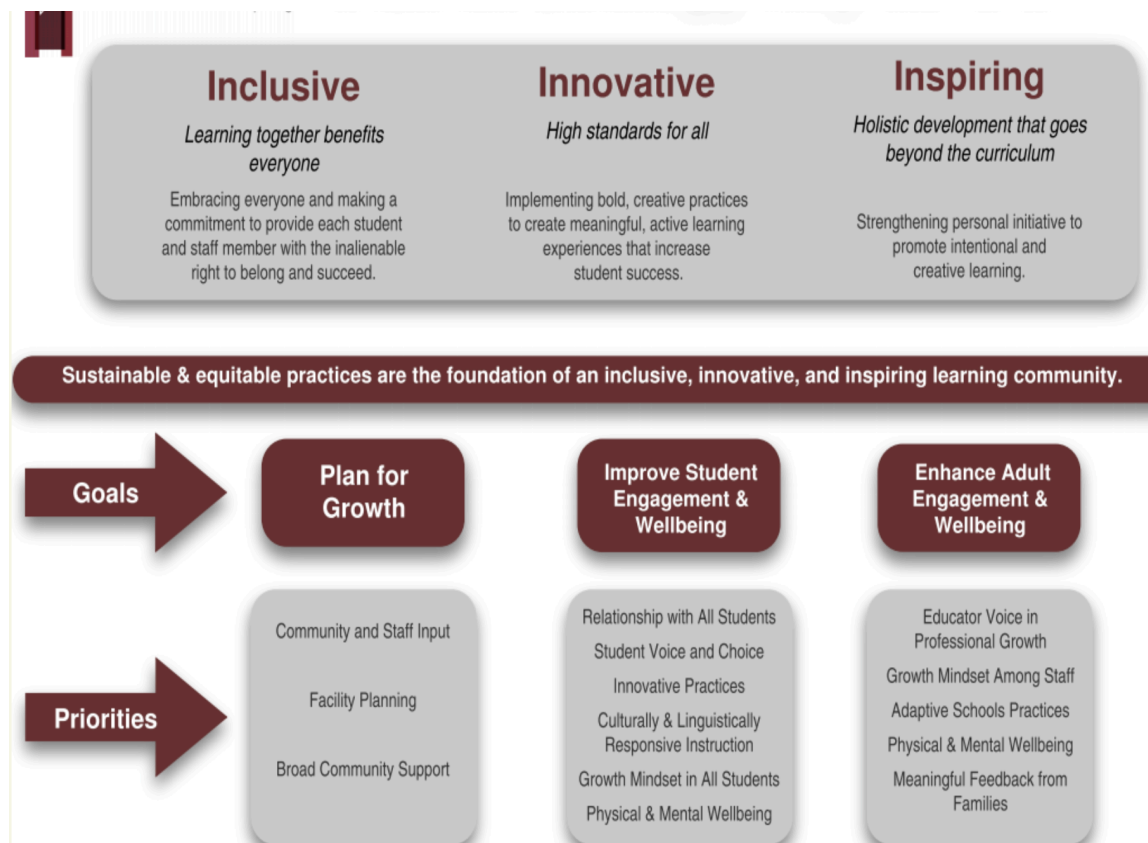 Inclusive
Learning together benefits
everyone
Embracing everyone and making a
commitment to provide each student
and staff member with the inalienable
right to belong and succeed.
Innovative
High standards for all
Implementing bold, creative practices
to create meaningful, active learning
experiences that increase
student success.
Inspiring
Holistic development that goes
beyond the curriculum
Strengthening personal initiative to
promote intentional and
creative learning.
Sustainable & equitable practices are the foundation of an inclusive, innovative, and inspiring learning community.
Goals
Plan for
Growth
Improve Student
Engagement &
Wellbeing
Enhance Adult
Engagement &
Wellbeing
Priorities
Community and Staff Input
Facility Planning
Broad Community Support
Relationship with All Students
Student Voice and Choice
Innovative Practices
Culturally & Linguistically
Responsive Instruction
Growth Mindset in All Students
Physical & Mental Wellbeing
Educator Voice in
Professional Growth
Growth Mindset Among Staff
Adaptive Schools Practices
Physical & Mental Wellbeing
Meaningful Feedback from
Families